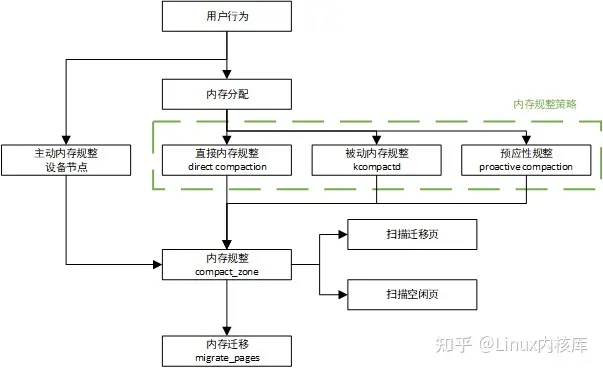 用户行为
内存分配
内存规整策略
主动内存规整
设备节点
直接内存规整
direct compaction
被动内存规整
kcompactd
预应性规整
proactive compaction
内存规整
compact_zone
扫描迁移页
扫描空闲页
内存迁移
migrate_pages
知乎 @Linux内核库